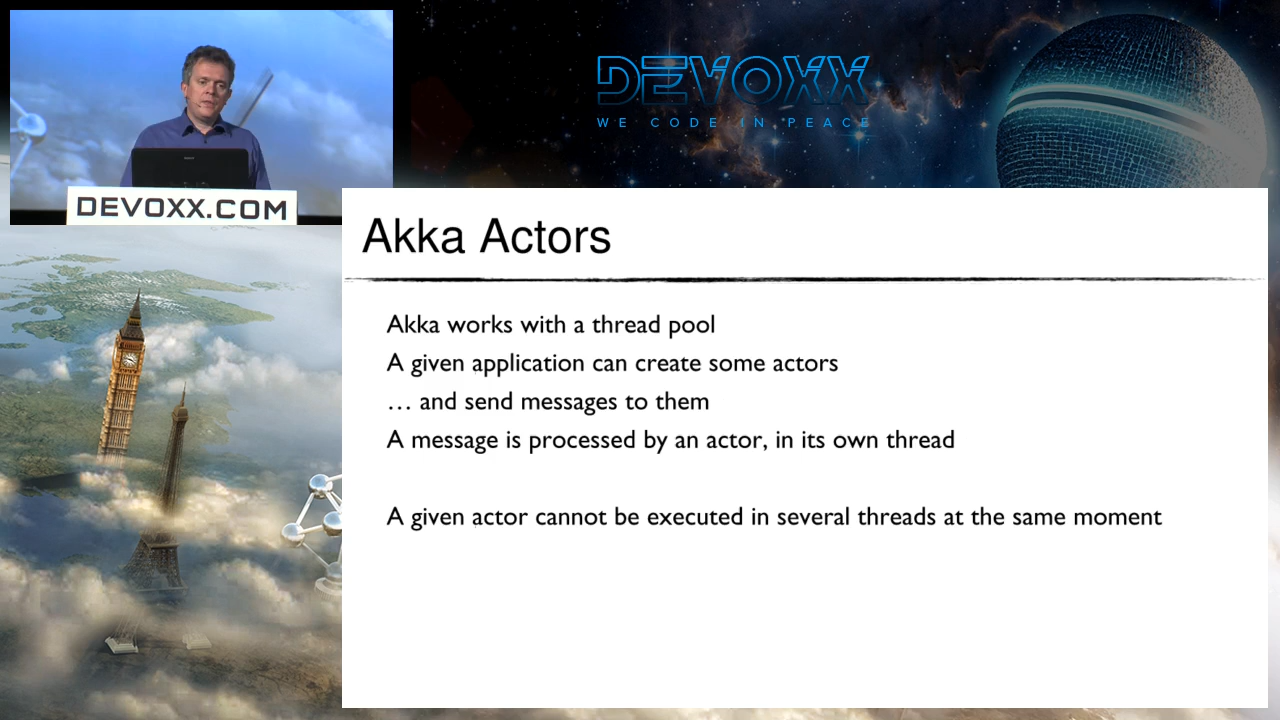 DEVOXX
WE CODE IN PEACE
DEVOXX.COM
Akka Actors
Akka works with a thread pool
A given application can create some actors
… and send messages to them
A message is processed by an actor, in its own thread
A given actor cannot be executed in several threads at the same moment